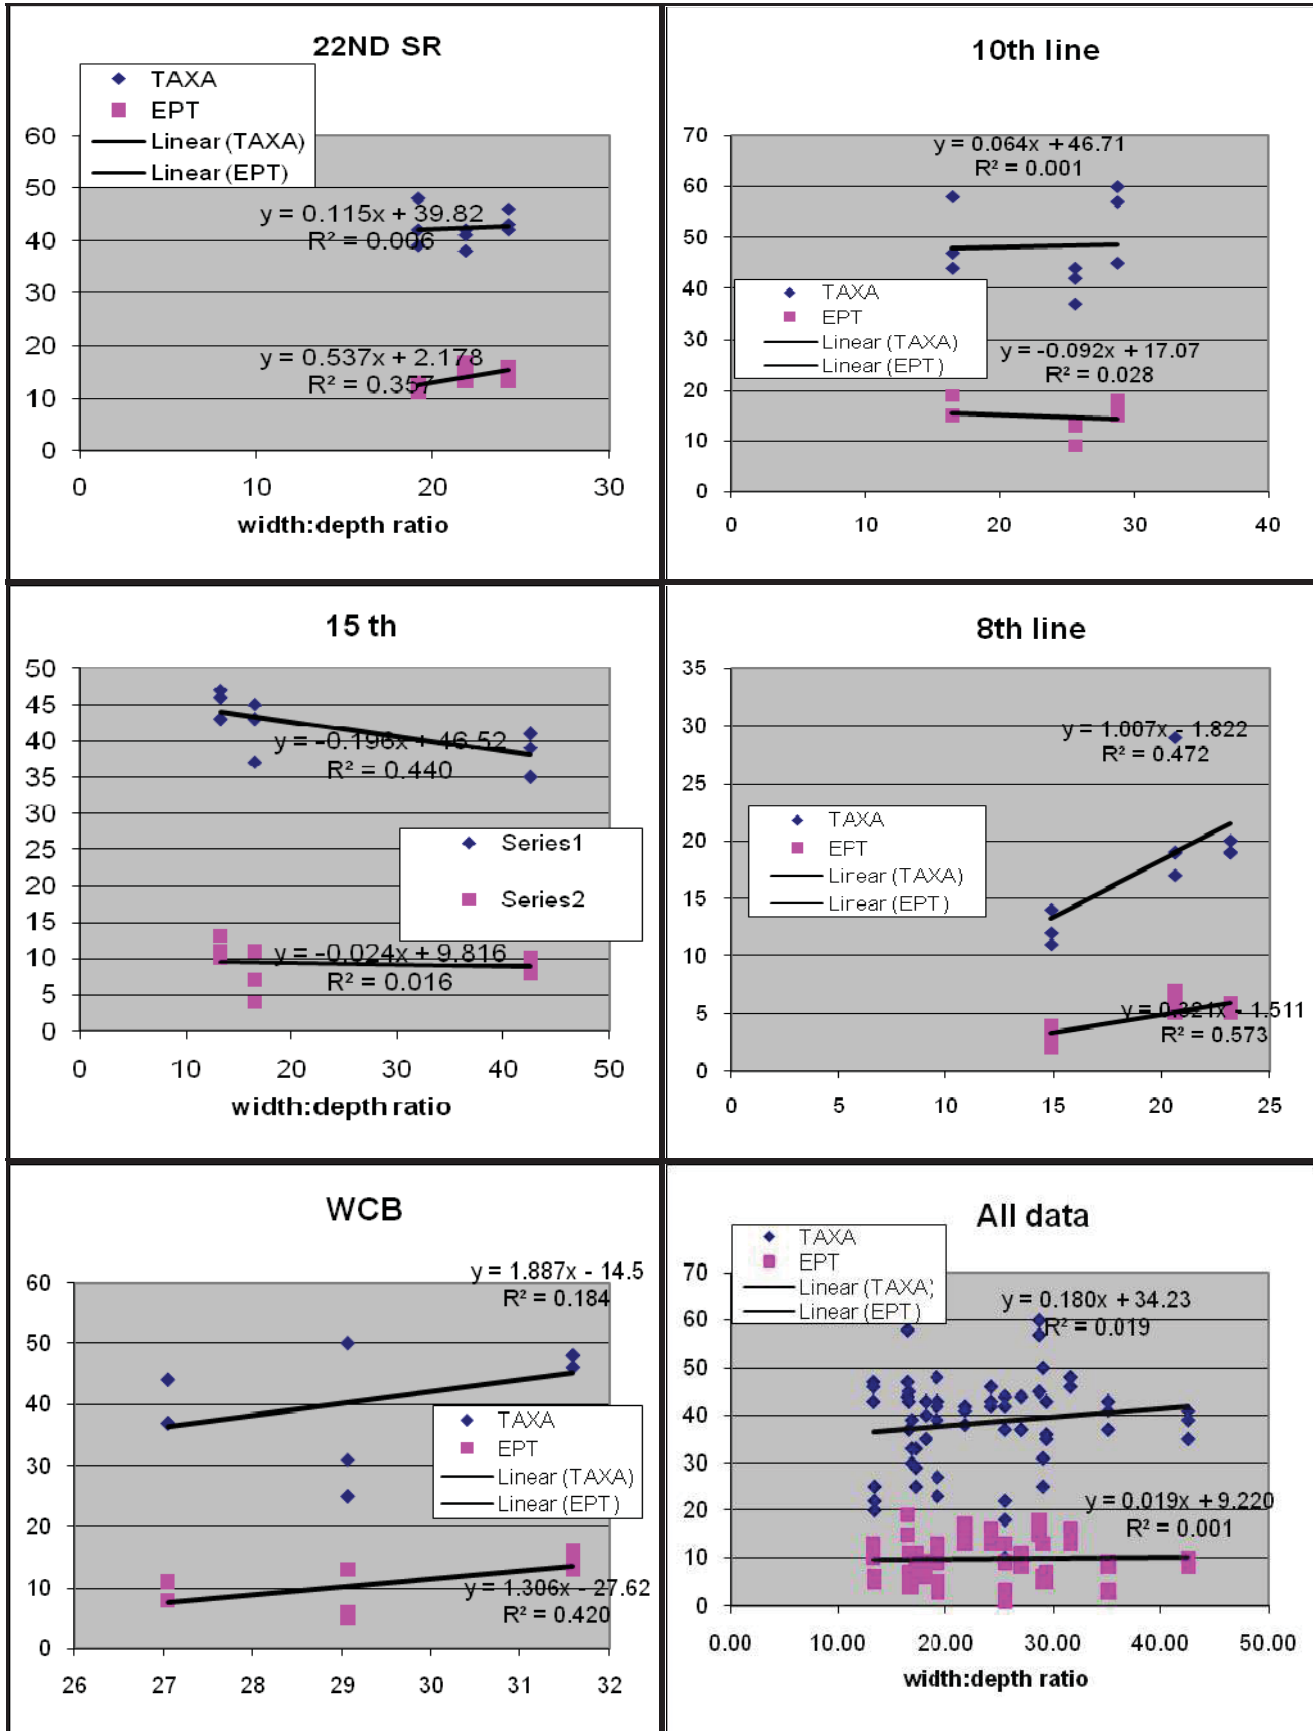 22ND SR
TAXA
EPT
Linear (TAXA)
Linear (EPT)
60
50
40
30
20
10
0
y = 0.115x + 39.82
R² = 0.006
y = 0.537x + 2.178
R² = 0.357
0 10 20 30
width:depth ratio
10th line
70
60
50
40
30
20
10
0
y = 0.064x + 46.71
R² = 0.001
TAXA
EPT
Linear (TAXA)
Linear (EPT)
y = -0.092x + 17.07
R² = 0.028
0 10 20 30 40
15 th
50
45
40
35
30
25
20
15
10
5
0
y = -0.196x + 46.52
R² = 0.440
Series1
Series2
y = -0.024x + 9.816
R² = 0.016
0 10 20 30 40 50
width:depth ratio
8th line
35
30
25
20
15
10
5
0
y = 1.007x - 1.822
R² = 0.472
TAXA
EPT
Linear (TAXA)
Linear (EPT)
y = 0.321x - 1.511
R² = 0.573
0 5 10 15 20 25
WCB
60
50
40
30
20
10
0
y = 1.887x - 14.5
R² = 0.184
TAXA
EPT
Linear (TAXA)
Linear (EPT)
y = 1.306x - 27.62
R² = 0.420
26 27 28 29 30 31 32
All data
TAXA
EPT
Linear (TAXA)
Linear (EPT)
70
60
50
40
30
20
10
0
y = 0.180x + 34.23
R² = 0.019
y = 0.019x + 9.220
R² = 0.001
0.00 10.00 20.00 30.00 40.00 50.00
width:depth ratio